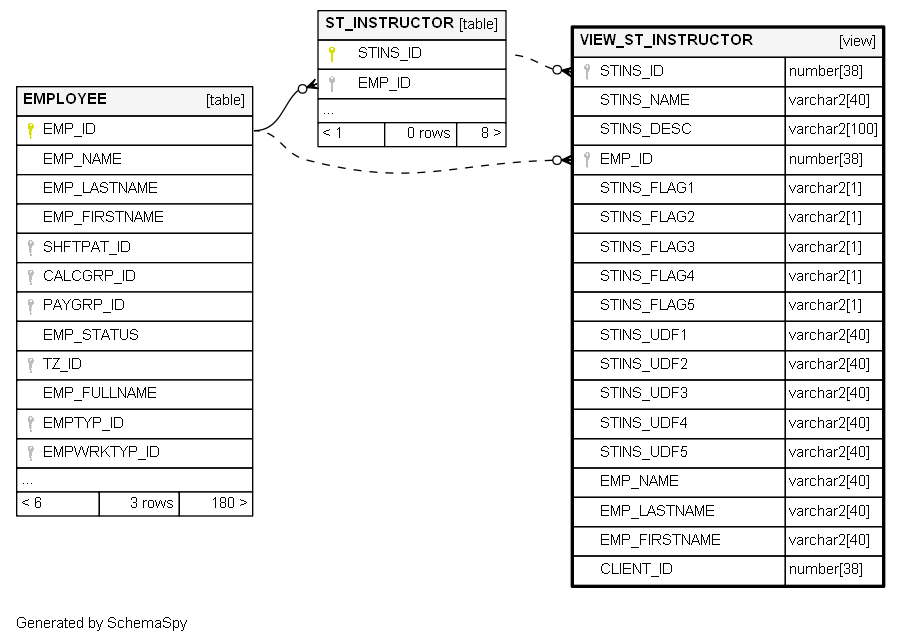 ST_INSTRUCTOR [table]
STINS_ID
EMP_ID
...
< 1 0 rows 8 >
EMPLOYEE [table]
EMP_ID
EMP_NAME
EMP_LASTNAME
EMP_FIRSTNAME
SHFTPAT_ID
CALCGRP_ID
PAYGRP_ID
EMP_STATUS
TZ_ID
EMP_FULLNAME
EMPTYP_ID
EMPWRKTYP_ID
...
< 6 3 rows 180 >
VIEW_ST_INSTRUCTOR [view]
STINS_ID number[38]
STINS_NAME varchar2[40]
STINS_DESC varchar2[100]
EMP_ID number[38]
STINS_FLAG1 varchar2[1]
STINS_FLAG2 varchar2[1]
STINS_FLAG3 varchar2[1]
STINS_FLAG4 varchar2[1]
STINS_FLAG5 varchar2[1]
STINS_UDF1 varchar2[40]
STINS_UDF2 varchar2[40]
STINS_UDF3 varchar2[40]
STINS_UDF4 varchar2[40]
STINS_UDF5 varchar2[40]
EMP_NAME varchar2[40]
EMP_LASTNAME varchar2[40]
EMP_FIRSTNAME varchar2[40]
CLIENT_ID number[38]
Generated by SchemaSpy